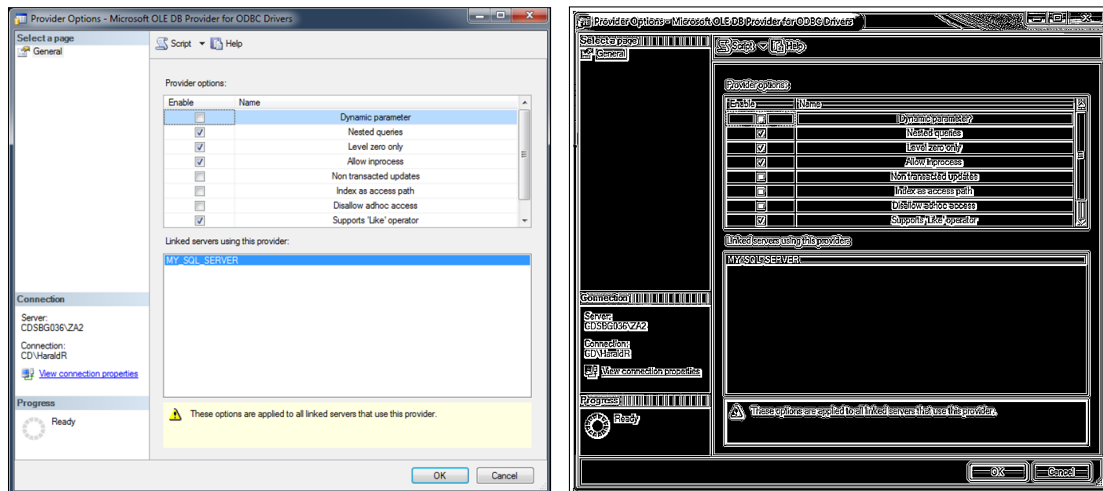 Provider Options - Microsoft OLE DB Provider for ODBC Drivers
Select a page
General
Script
Help
Provider options:
Enable Name
Dynamic parameter
Nested queries
Level zero only
Allow inprocess
Non transacted updates
Index as access path
Disallow adhoc access
Supports 'Like' operator
Linked servers using this provider:
MY_SQL_SERVER
Connection
Server:
CDSBG036\ZA2
Connection:
CD\HaraldR
View connection properties
Progress
Ready
These options are applied to all linked servers that use this provider.
OK Cancel
Provider Options - Microsoft OLE DB Provider for ODBC Drivers
Select a page
General
Script
Help
Provider options:
Enable Name
Dynamic parameter
Nested queries
Level zero only
Allow inprocess
Non transacted updates
Index as access path
Disallow adhoc access
Supports 'Like' operator
Linked servers using this provider:
MY_SQL_SERVER
Connection
Server:
CDSBG036\ZA2
Connection:
CD\HaraldR
View connection properties
Progress
Ready
These options are applied to all linked servers that use this provider.
OK Cancel